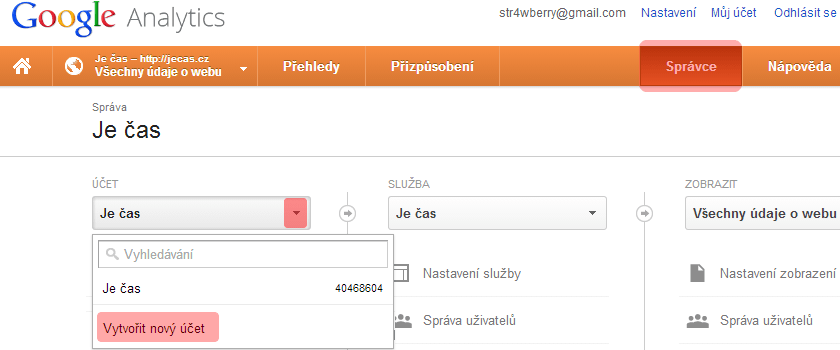 Google Analytics
str4wberry@gmail.com Nastavení Můj účet Odhlásit se
Je čas – http://jecas.cz
Všechny údaje o webu
Přehledy Přizpůsobení Správce Nápověda
Správa
Je čas
ÚČET SLUŽBA ZOBRAZIT
Je čas Je čas Všechny údaje o webu
Vyhledávání
Je čas 40468604
Vytvořit nový účet
Nastavení služby Nastavení zobrazení
Správa uživatelů Správa uživatelů